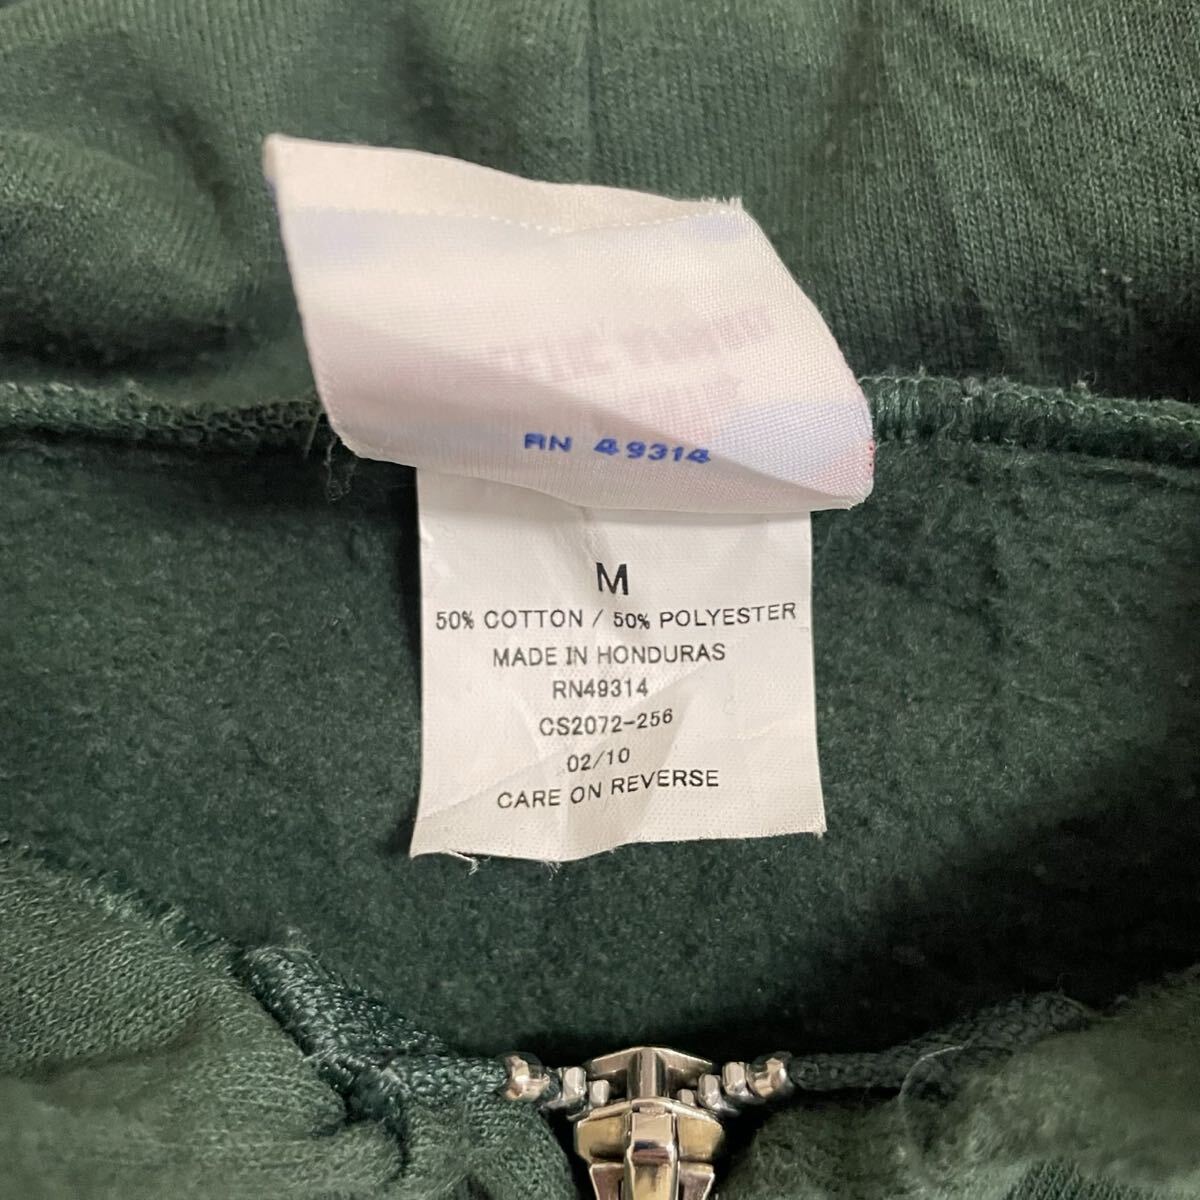 RN 49314
M
50% COTTON / 50% POLYESTER
MADE IN HONDURAS
RN49314
CS2072-256
02/10
CARE ON REVERSE